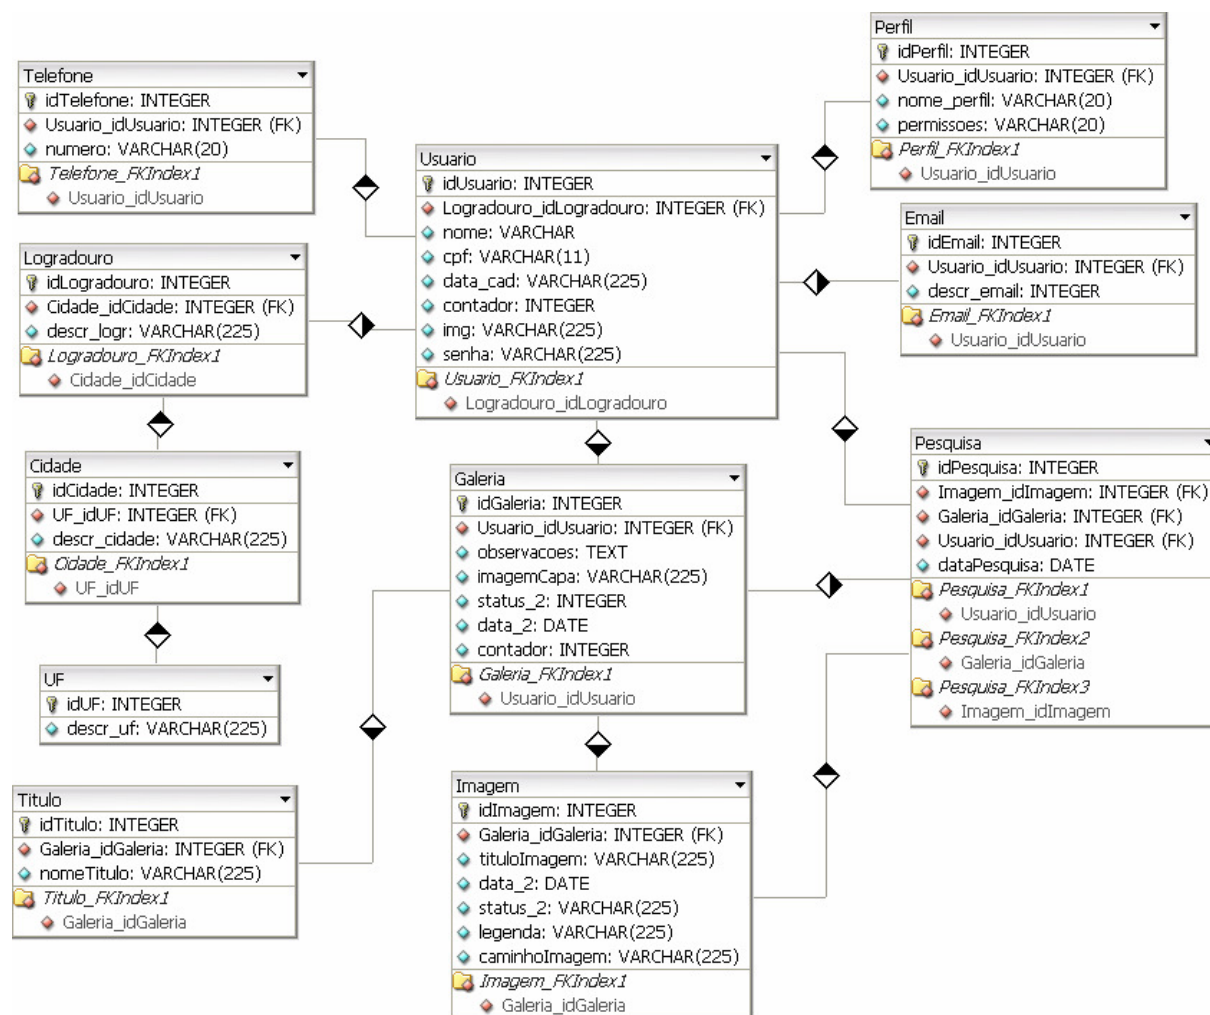 Perfil
idPerfil: INTEGER
Usuario_idUsuario: INTEGER (FK)
nome_perfil: VARCHAR(20)
permissoes: VARCHAR(20)
Perfil_FKIndex1
Usuario_idUsuario
Telefone
idTelefone: INTEGER
Usuario_idUsuario: INTEGER (FK)
numero: VARCHAR(20)
Telefone_FKIndex1
Usuario_idUsuario
Usuario
idUsuario: INTEGER
Logradouro_idLogradouro: INTEGER (FK)
nome: VARCHAR
cpf: VARCHAR(11)
data_cad: VARCHAR(225)
contador: INTEGER
img: VARCHAR(225)
senha: VARCHAR(225)
Usuario_FKIndex1
Logradouro_idLogradouro
Email
idEmail: INTEGER
Usuario_idUsuario: INTEGER (FK)
descr_email: INTEGER
Email_FKIndex1
Usuario_idUsuario
Logradouro
idLogradouro: INTEGER
Cidade_idCidade: INTEGER (FK)
descr_logr: VARCHAR(225)
Logradouro_FKIndex1
Cidade_idCidade
Pesquisa
idPesquisa: INTEGER
Imagem_idImagem: INTEGER (FK)
Galeria_idGaleria: INTEGER (FK)
Usuario_idUsuario: INTEGER (FK)
dataPesquisa: DATE
Pesquisa_FKIndex1
Usuario_idUsuario
Pesquisa_FKIndex2
Galeria_idGaleria
Pesquisa_FKIndex3
Imagem_idImagem
Cidade
idCidade: INTEGER
UF_idUF: INTEGER (FK)
descr_cidade: VARCHAR(225)
Cidade_FKIndex1
UF_idUF
Galeria
idGaleria: INTEGER
Usuario_idUsuario: INTEGER (FK)
observacoes: TEXT
imagemCapa: VARCHAR(225)
status_2: INTEGER
data_2: DATE
contador: INTEGER
Galeria_FKIndex1
Usuario_idUsuario
UF
idUF: INTEGER
descr_uf: VARCHAR(225)
Titulo
idTitulo: INTEGER
Galeria_idGaleria: INTEGER (FK)
nomeTitulo: VARCHAR(225)
Titulo_FKIndex1
Galeria_idGaleria
Imagem
idImagem: INTEGER
Galeria_idGaleria: INTEGER (FK)
tituloImagem: VARCHAR(225)
data_2: DATE
status_2: VARCHAR(225)
legenda: VARCHAR(225)
caminhoImagem: VARCHAR(225)
Imagem_FKIndex1
Galeria_idGaleria